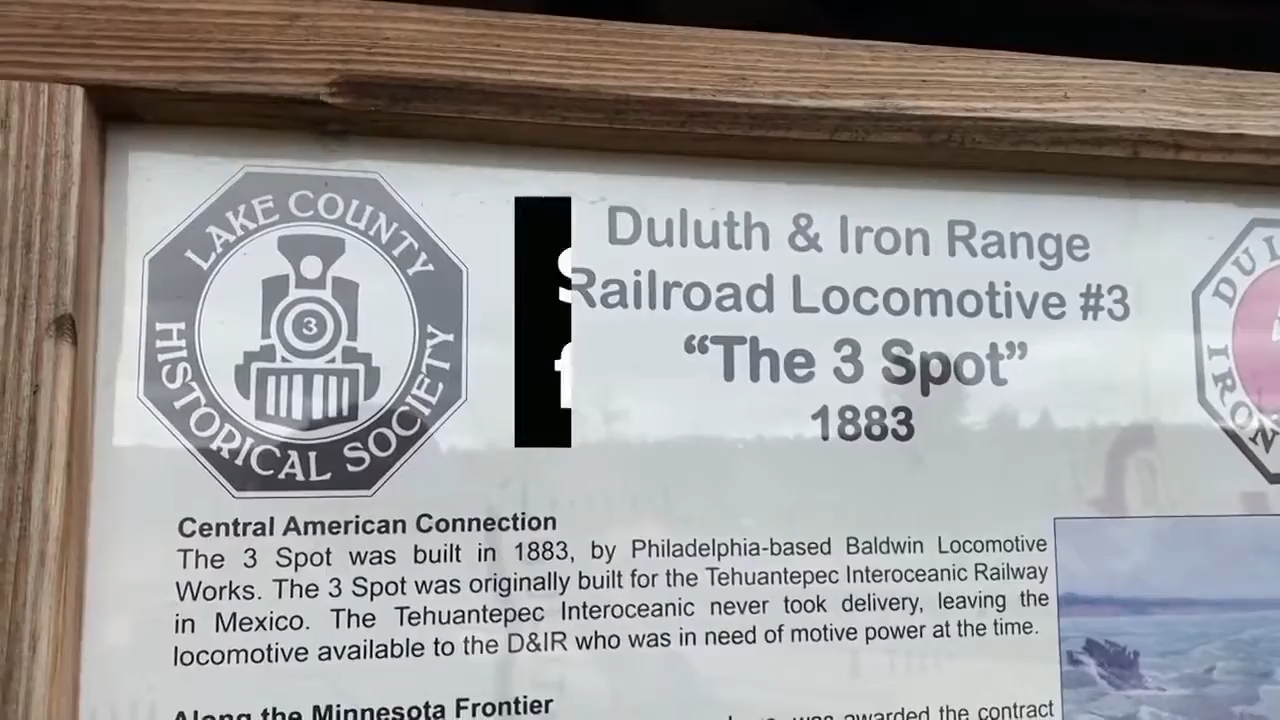 LAKE COUNTY
HISTORICAL SOCIETY
3
Duluth & Iron Range
Railroad Locomotive #3
“The 3 Spot”
1883
IRON
Central American Connection
The 3 Spot was built in 1883, by Philadelphia-based Baldwin Locomotive
Works. The 3 Spot was originally built for the Tehuantepec Interoceanic Railway
in Mexico. The Tehuantepec Interoceanic never took delivery, leaving the
locomotive available to the D&IR who was in need of motive power at the time.
Along the Minnesota Frontier
was awarded the contract